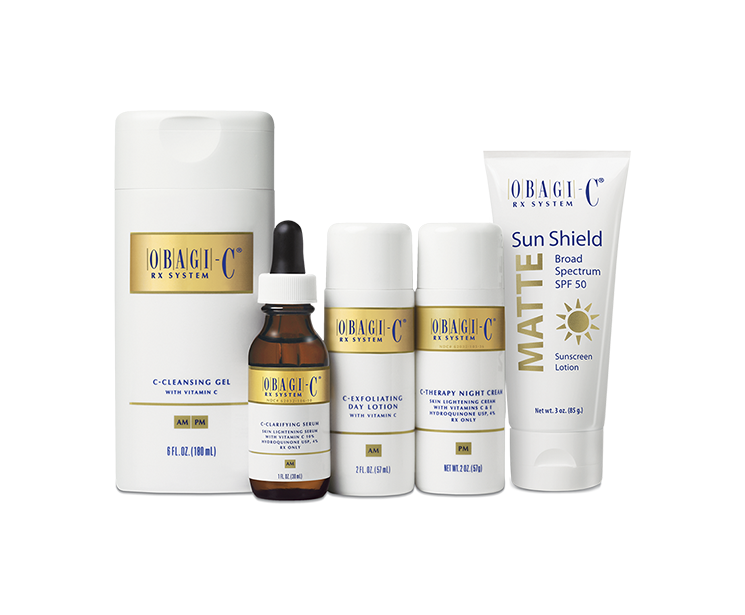 OBAGI-C®
RX SYSTEM
C-CLEANSING GEL
WITH VITAMIN C
AM PM
6 FL. OZ. (180 mL)
OBAGI-C®
RX SYSTEM
C-CLARIFYING SERUM
SKIN LIGHTENING SERUM
WITH VITAMIN C 10%
HYDROQUINONE USP, 4%
RX ONLY
AM
1 FL. OZ. (30 mL)
OBAGI-C®
RX SYSTEM
C-EXFOLIATING
DAY LOTION
WITH VITAMIN C
AM
2 FL. OZ. (57 mL)
OBAGI-C®
RX SYSTEM
C-THERAPY NIGHT CREAM
SKIN LIGHTENING CREAM
WITH VITAMINS C & E
HYDROQUINONE USP, 4%
RX ONLY
PM
NET WT. 2 OZ. (57g)
OBAGI-C®
RX SYSTEM
Sun Shield
MATTE
Broad
Spectrum
SPF 50
Sunscreen
Lotion
Net wt. 3 oz. (85 g.)